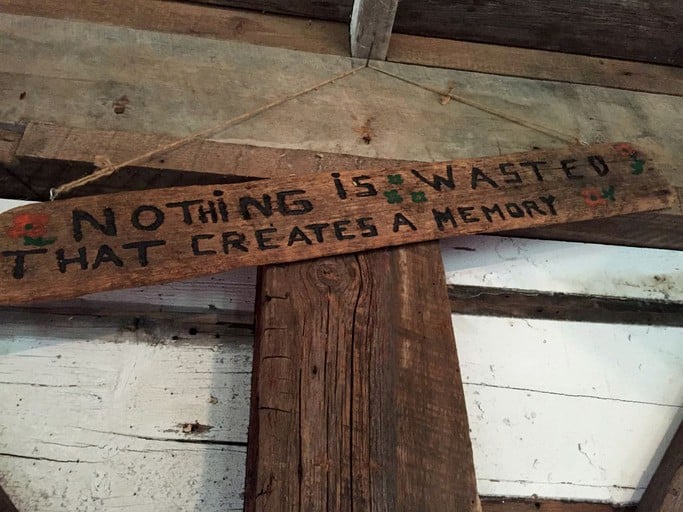 NOTHiNG iS WASTED
THAT CREATES A MEMORY